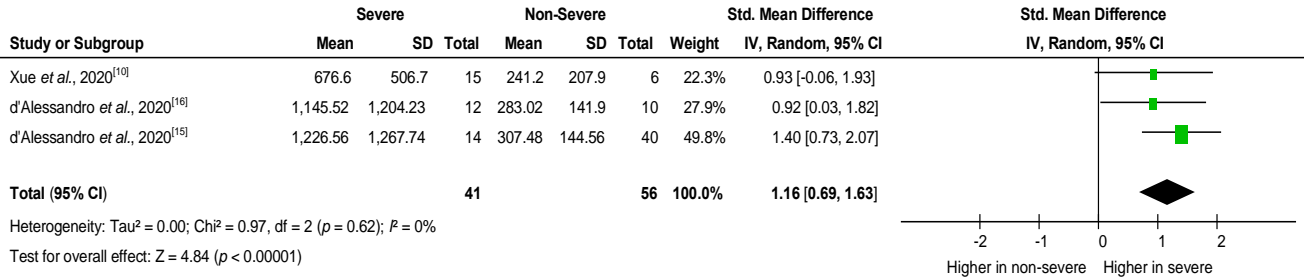 Severe Non-Severe Std. Mean Difference Std. Mean Difference
Study or Subgroup Mean SD Total Mean SD Total Weight IV, Random, 95% CI IV, Random, 95% CI
Xue et al., 2020[10] 676.6 506.7 15 241.2 207.9 6 22.3% 0.93 [-0.06, 1.93]
d'Alessandro et al., 2020[16] 1,145.52 1,204.23 12 283.02 141.9 10 27.9% 0.92 [0.03, 1.82]
d'Alessandro et al., 2020[15] 1,226.56 1,267.74 14 307.48 144.56 40 49.8% 1.40 [0.73, 2.07]
Total (95% CI) 41 56 100.0% 1.16 [0.69, 1.63]
Heterogeneity: Tau² = 0.00; Chi² = 0.97, df = 2 (p = 0.62); I² = 0%
Test for overall effect: Z = 4.84 (p < 0.00001)
-2 -1 0 1 2
Higher in non-severe Higher in severe